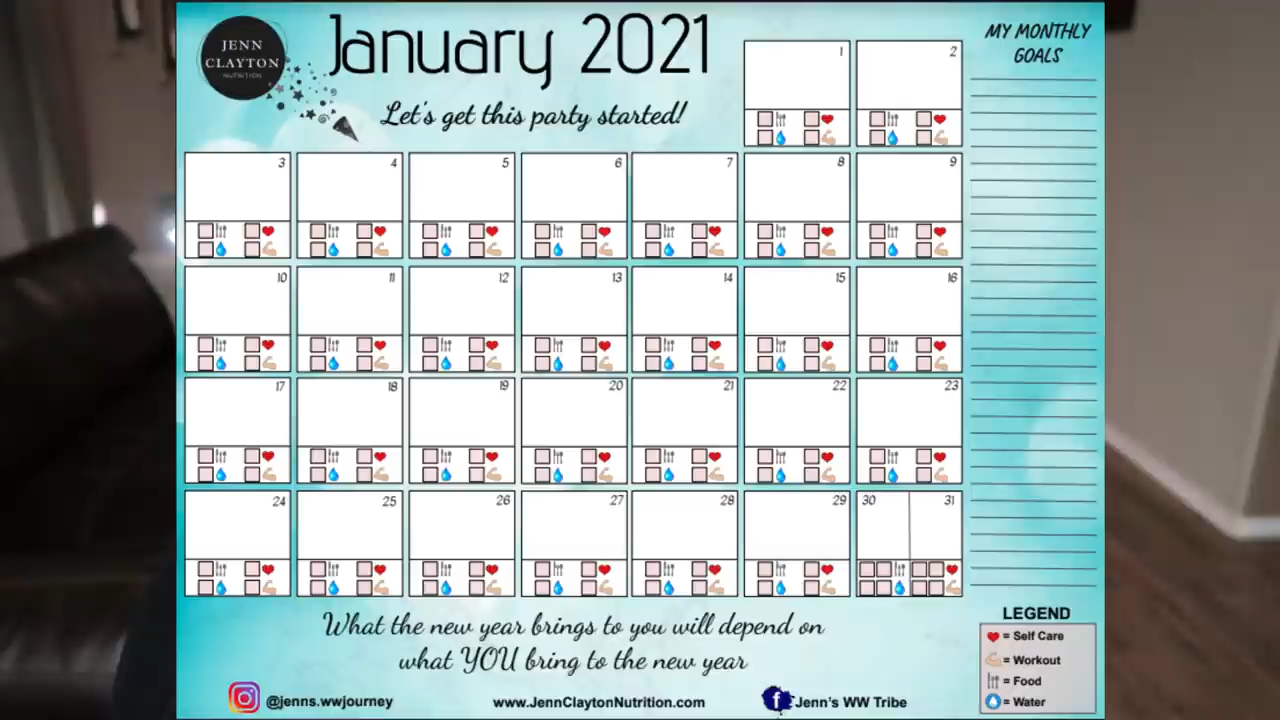 JENN
CLAYTON
NUTRITION
January 2021
Let's get this party started!
MY MONTHLY
GOALS
1 2
3 4 5 6 7 8 9
10 11 12 13 14 15 16
17 18 19 20 21 22 23
24 25 26 27 28 29 30 31
What the new year brings to you will depend on
what YOU bring to the new year
LEGEND
= Self Care
= Workout
= Food
= Water
@jenns.wwjourney
www.JennClaytonNutrition.com
f Jenn's WW Tribe